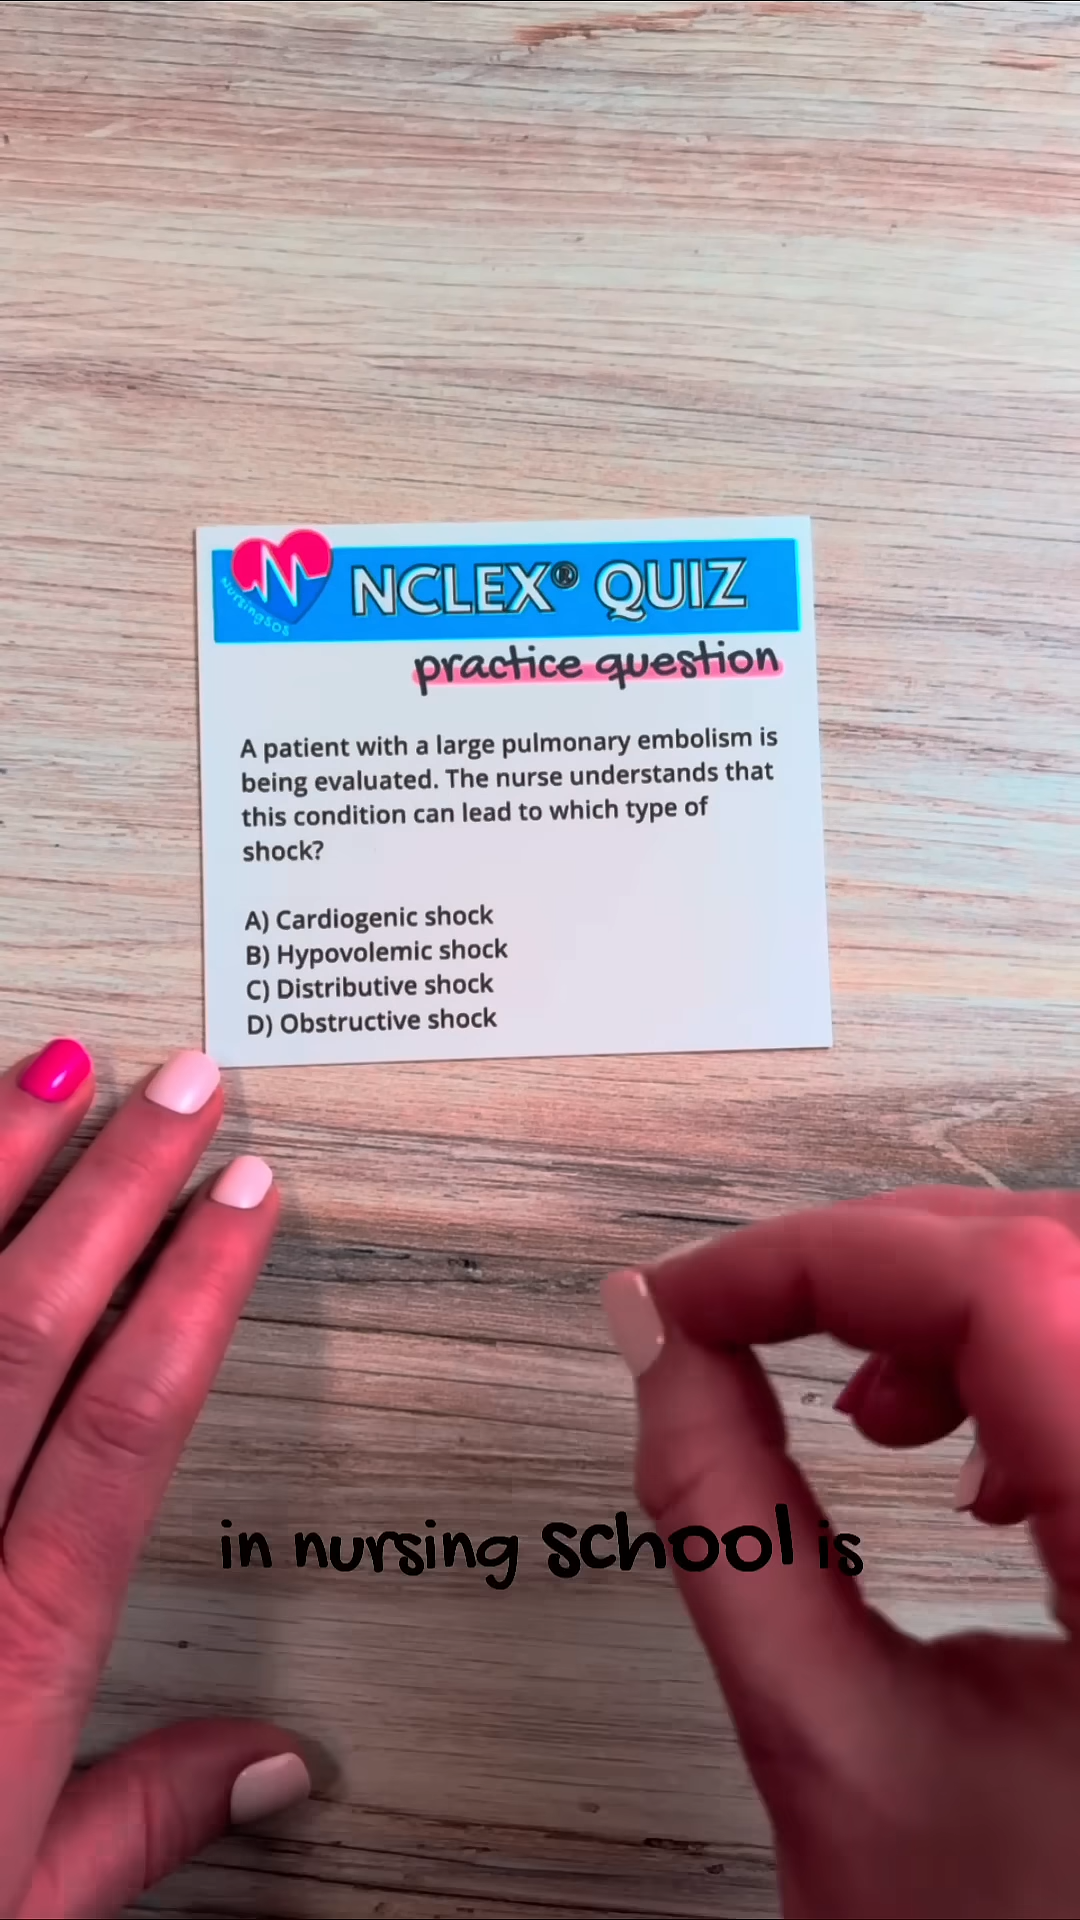 nursingSOS
NCLEX® QUIZ
practice question
A patient with a large pulmonary embolism is
being evaluated. The nurse understands that
this condition can lead to which type of
shock?
A) Cardiogenic shock
B) Hypovolemic shock
C) Distributive shock
D) Obstructive shock
in nursing school is